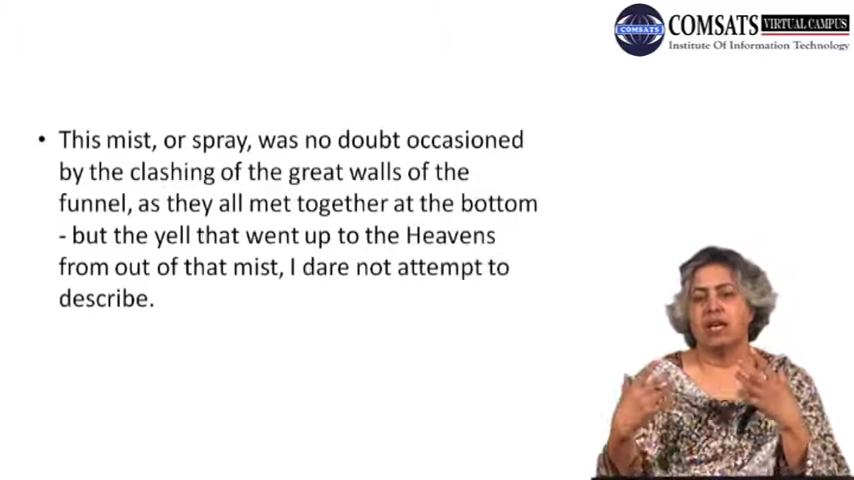 COMSATS VIRTUAL CAMPUS
COMSATS
Institute Of Information Technology
• This mist, or spray, was no doubt occasioned
by the clashing of the great walls of the
funnel, as they all met together at the bottom
- but the yell that went up to the Heavens
from out of that mist, I dare not attempt to
describe.